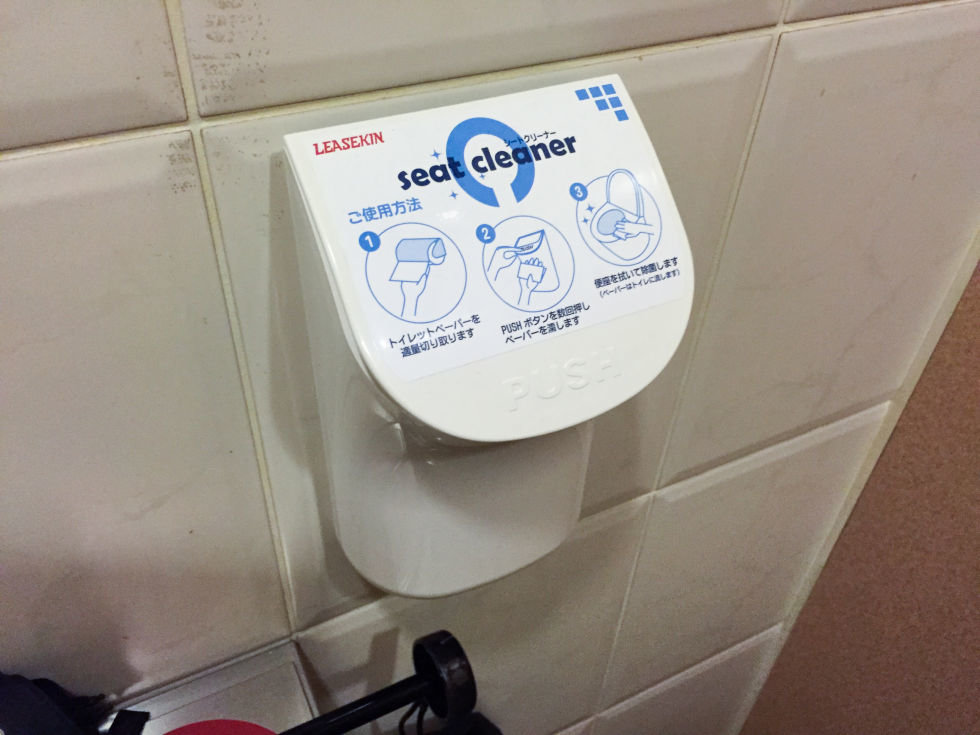 LEASEKIN
シートクリーナー
seat cleaner
ご使用方法
1
トイレットペーパーを
適量切り取ります
2
PUSH
PUSH ボタンを数回押し
ペーパーを濡します
3
便座を拭いて除菌します
(ペーパーはトイレに流します)
PUSH